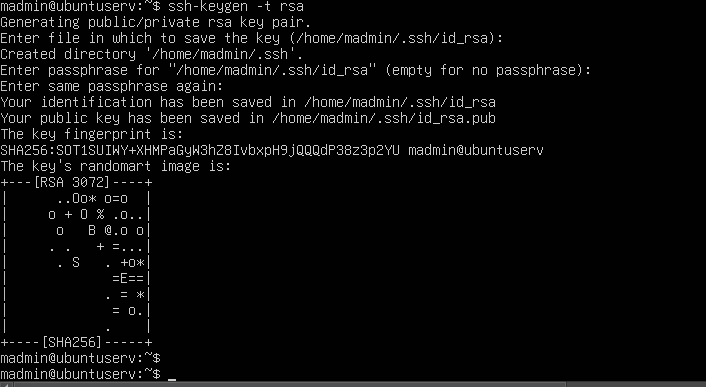 madmin@ubuntuserv:~$ ssh-keygen -t rsa
Generating public/private rsa key pair.
Enter file in which to save the key (/home/madmin/.ssh/id_rsa):
Created directory '/home/madmin/.ssh'.
Enter passphrase for "/home/madmin/.ssh/id_rsa" (empty for no passphrase):
Enter same passphrase again:
Your identification has been saved in /home/madmin/.ssh/id_rsa
Your public key has been saved in /home/madmin/.ssh/id_rsa.pub
The key fingerprint is:
SHA256:SOT1SUIWY+XHMPaGyW3hZ8IvbxpH9jQQQdP38z3p2YU madmin@ubuntuserv
The key's randomart image is:
+---[RSA 3072]----+
|      ..Oo* o=o  |
|     o + O % .o..|
|      o   B @.o o|
|     . .   + =...|
|      . S   . +o*|
|             =E==|
|            . = *|
|             = o.|
|            .    |
+----[SHA256]-----+
madmin@ubuntuserv:~$
madmin@ubuntuserv:~$ _